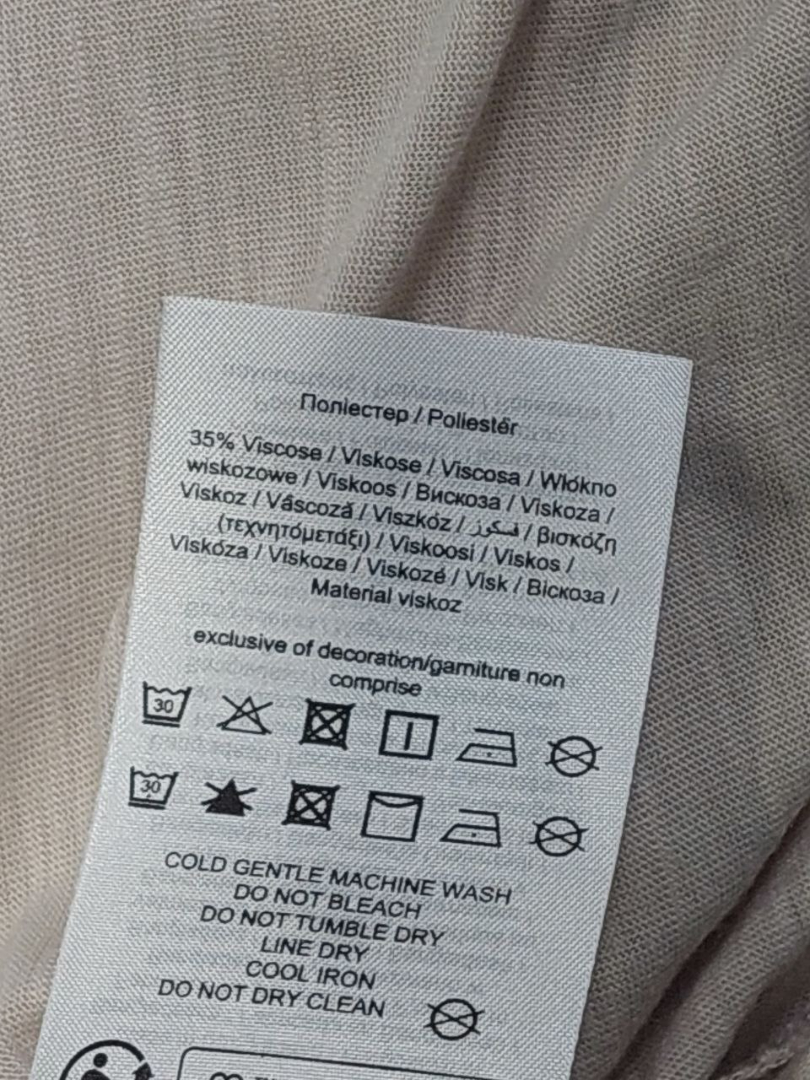 Поліестер / Poliestër
35% Viscose / Viskose / Viscosa / Włókno
wiskozowe / Viskoos / Вискоза / Viskoza /
Viskoz / Vâscoză / Viszkóz / فسكوز / βισκόζη
(τεχνητόμετάξι) / Viskoosi / Viskos /
Viskóza / Viskoze / Viskozé / Visk / Віскоза /
Material viskoz
exclusive of decoration/garniture non
comprise
30
30
COLD GENTLE MACHINE WASH
DO NOT BLEACH
DO NOT TUMBLE DRY
LINE DRY
COOL IRON
DO NOT DRY CLEAN